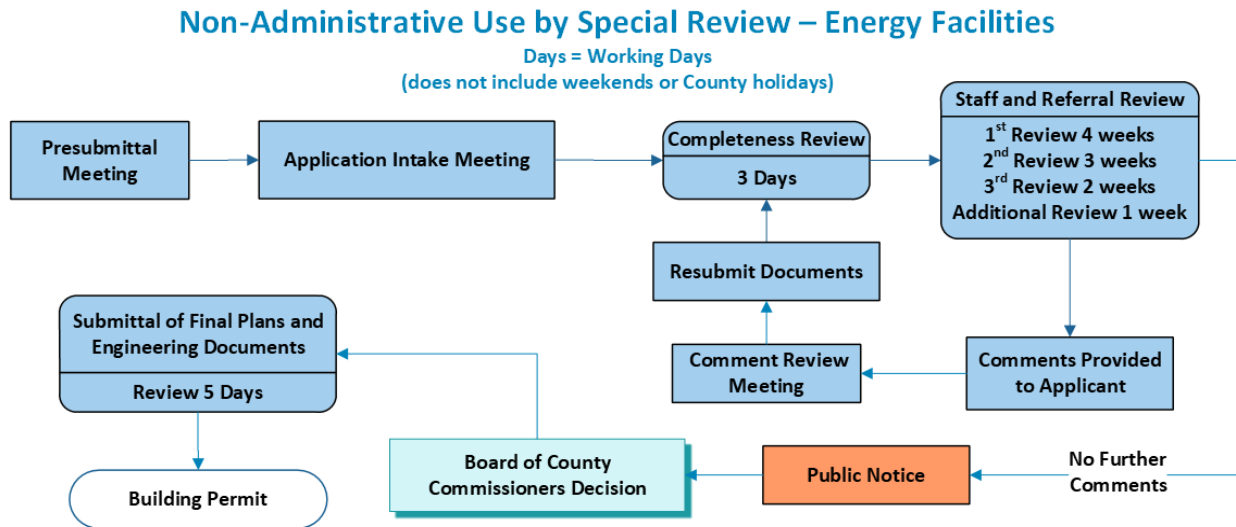 Non-Administrative Use by Special Review – Energy Facilities
Days = Working Days
(does not include weekends or County holidays)
Presubmittal
Meeting
Application Intake Meeting
Completeness Review
3 Days
Staff and Referral Review
1st Review 4 weeks
2nd Review 3 weeks
3rd Review 2 weeks
Additional Review 1 week
Resubmit Documents
Comment Review
Meeting
Comments Provided
to Applicant
Submittal of Final Plans and
Engineering Documents
Review 5 Days
Building Permit
Board of County
Commissioners Decision
Public Notice
No Further
Comments